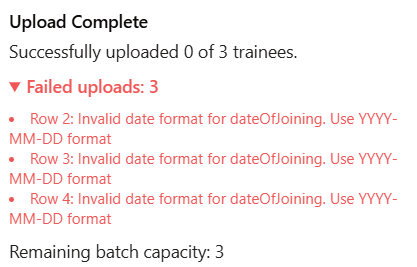 Upload Complete
Successfully uploaded 0 of 3 trainees.
▼ Failed uploads: 3
• Row 2: Invalid date format for dateOfJoining. Use YYYY-
MM-DD format
• Row 3: Invalid date format for dateOfJoining. Use YYYY-
MM-DD format
• Row 4: Invalid date format for dateOfJoining. Use YYYY-
MM-DD format
Remaining batch capacity: 3